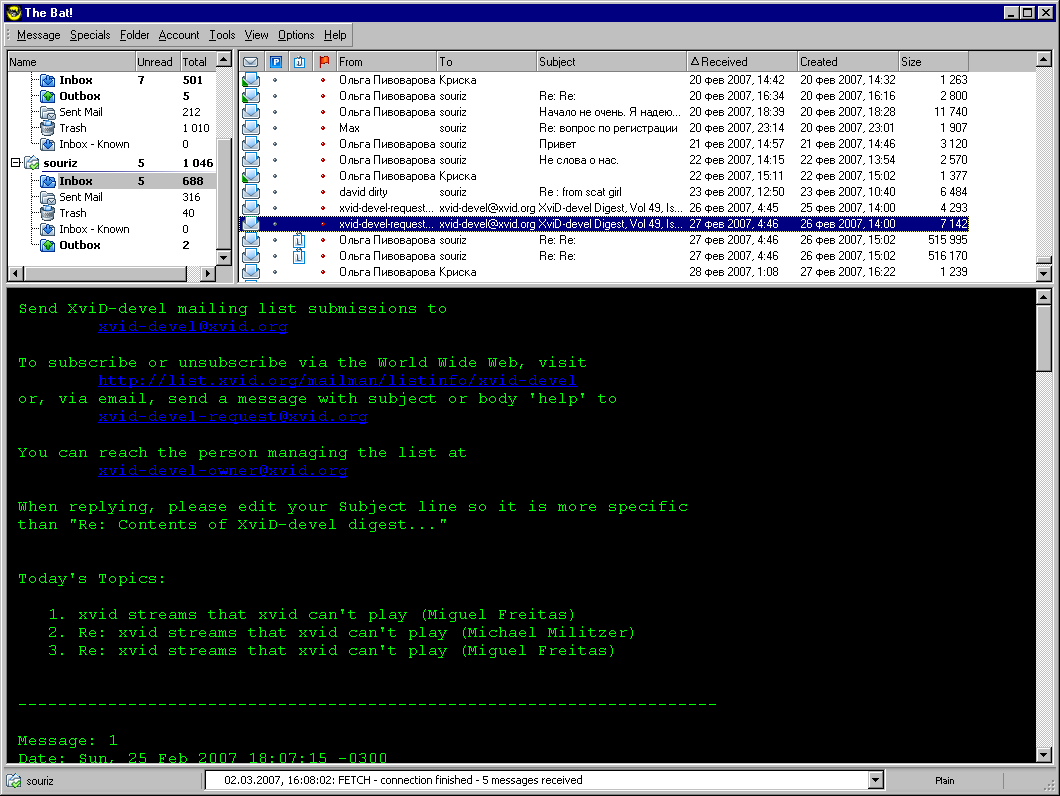 The Bat!
Message Specials Folder Account Tools View Options Help
Name Unread Total
Inbox 7 501
Outbox 5
Sent Mail 212
Trash 1 010
Inbox - Known 0
souriz 5 1 046
Inbox 5 688
Sent Mail 316
Trash 40
Inbox - Known 0
Outbox 2
From To Subject Received Created Size
Ольга Пивоварова Криска 20 фев 2007, 14:42 20 фев 2007, 14:32 1 263
Ольга Пивоварова souriz Re: Re: 20 фев 2007, 16:34 20 фев 2007, 16:16 2 800
Ольга Пивоварова souriz Начало не очень. Я надею... 20 фев 2007, 18:39 20 фев 2007, 18:28 11 740
Max souriz Re: вопрос по регистрации 20 фев 2007, 23:14 20 фев 2007, 23:01 1 907
Ольга Пивоварова souriz Привет 21 фев 2007, 14:57 21 фев 2007, 14:46 3 120
Ольга Пивоварова souriz Не слова о нас. 22 фев 2007, 14:15 22 фев 2007, 13:54 2 570
Ольга Пивоварова Криска 22 фев 2007, 15:11 22 фев 2007, 15:02 1 377
david dirty souriz Re : from scat girl 23 фев 2007, 12:50 23 фев 2007, 10:40 6 484
xvid-devel-request... xvid-devel@xvid.org XviD-devel Digest, Vol 49, Is... 26 фев 2007, 4:45 25 фев 2007, 14:00 4 293
xvid-devel-request... xvid-devel@xvid.org XviD-devel Digest, Vol 49, Is... 27 фев 2007, 4:46 26 фев 2007, 14:00 7 142
Ольга Пивоварова souriz Re: Re: 27 фев 2007, 4:46 26 фев 2007, 15:02 515 995
Ольга Пивоварова souriz Re: Re: 27 фев 2007, 4:46 26 фев 2007, 15:02 516 170
Ольга Пивоварова Криска 28 фев 2007, 1:08 27 фев 2007, 16:22 1 239
Send XviD-devel mailing list submissions to
xvid-devel@xvid.org
To subscribe or unsubscribe via the World Wide Web, visit
http://list.xvid.org/mailman/listinfo/xvid-devel
or, via email, send a message with subject or body 'help' to
xvid-devel-request@xvid.org
You can reach the person managing the list at
xvid-devel-owner@xvid.org
When replying, please edit your Subject line so it is more specific
than "Re: Contents of XviD-devel digest..."
Today's Topics:
1. xvid streams that xvid can't play (Miguel Freitas)
2. Re: xvid streams that xvid can't play (Michael Militzer)
3. Re: xvid streams that xvid can't play (Miguel Freitas)
----------------------------------------------------------------------
Message: 1
Date: Sun, 25 Feb 2007 18:07:15 -0300
souriz 02.03.2007, 16:08:02: FETCH - connection finished - 5 messages received Plain